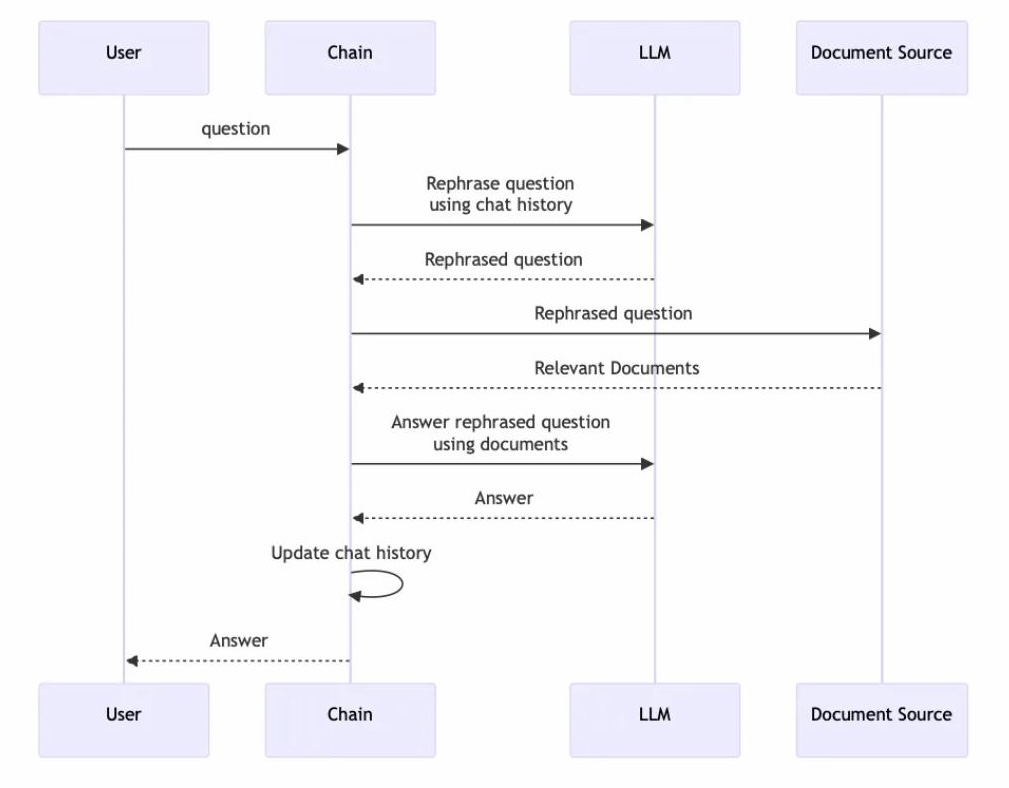 User
Chain
LLM
Document Source
question
Rephrase question
using chat history
Rephrased question
Rephrased question
Relevant Documents
Answer rephrased question
using documents
Answer
Update chat history
Answer
User
Chain
LLM
Document Source